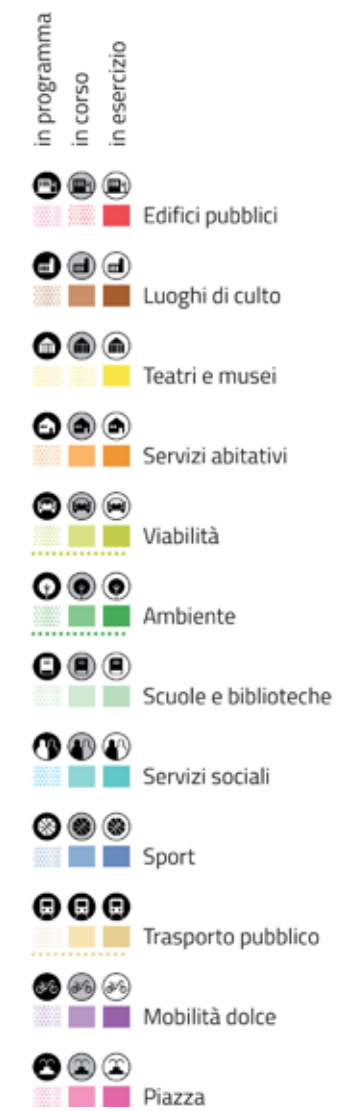 in programma
in corso
in esercizio
Edifici pubblici
Luoghi di culto
Teatri e musei
Servizi abitativi
Viabilità
Ambiente
Scuole e biblioteche
Servizi sociali
Sport
Trasporto pubblico
Mobilità dolce
Piazza